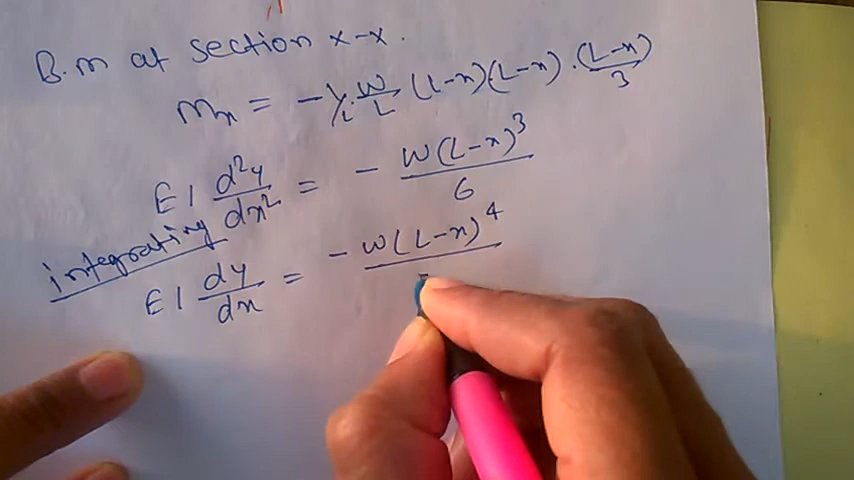 B.m at section x-x.
Mx = - 1/2 W/L (L-x)(L-x) . (L-x)/3
EI d²y/dx² = - W(L-x)³/6
integrating
EI dy/dx = - W(L-x)⁴